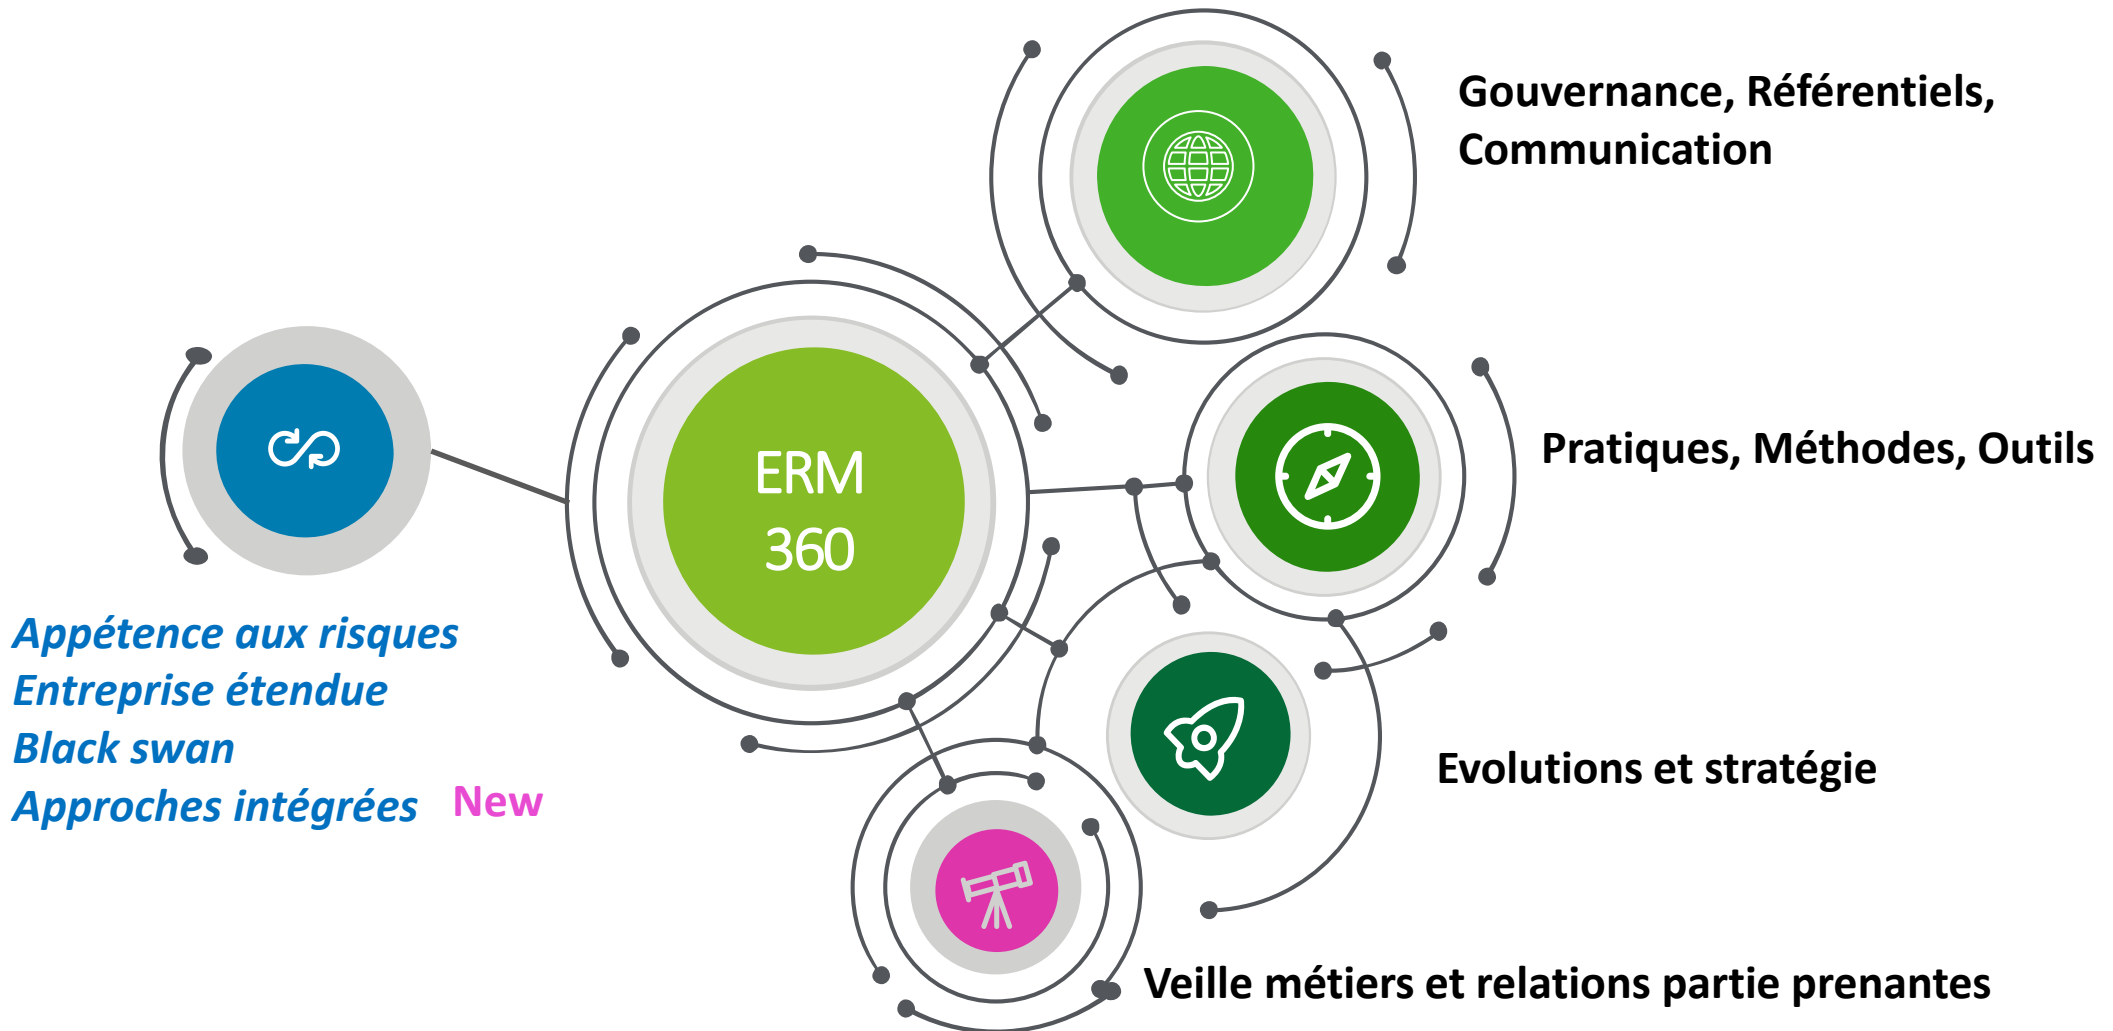 Gouvernance, Référentiels,
Communication
ERM
360
Pratiques, Méthodes, Outils
Appétence aux risques
Entreprise étendue
Black swan
Approches intégrées New
Evolutions et stratégie
Veille métiers et relations partie prenantes